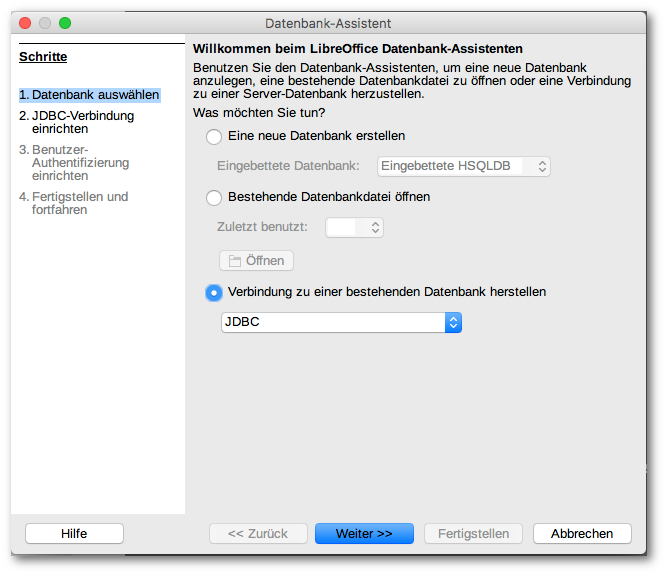 Datenbank-Assistent
Schritte
1. Datenbank auswählen
2. JDBC-Verbindung
einrichten
3. Benutzer-
Authentifizierung
einrichten
4. Fertigstellen und
fortfahren
Willkommen beim LibreOffice Datenbank-Assistenten
Benutzen Sie den Datenbank-Assistenten, um eine neue Datenbank
anzulegen, eine bestehende Datenbankdatei zu öffnen oder eine Verbindung
zu einer Server-Datenbank herzustellen.
Was möchten Sie tun?
Eine neue Datenbank erstellen
Eingebettete Datenbank: Eingebettete HSQLDB
Bestehende Datenbankdatei öffnen
Zuletzt benutzt:
Öffnen
Verbindung zu einer bestehenden Datenbank herstellen
JDBC
Hilfe << Zurück Weiter >> Fertigstellen Abbrechen